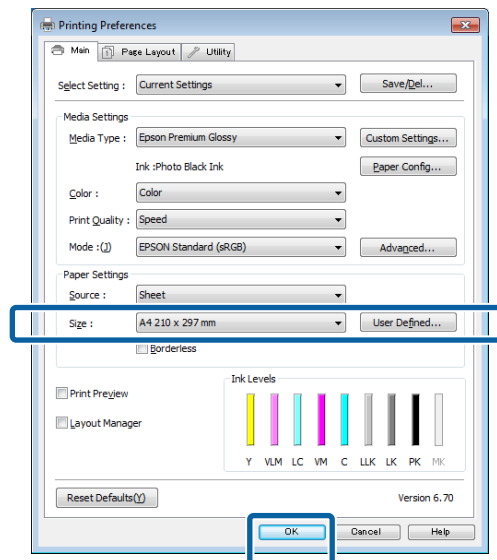 Printing Preferences
Main Page Layout Utility
Select Setting : Current Settings Save/Del...
Media Settings
Media Type : Epson Premium Glossy Custom Settings...
Ink :Photo Black Ink Paper Config...
Color : Color
Print Quality : Speed
Mode :(J) EPSON Standard (sRGB) Advanced...
Paper Settings
Source : Sheet
Size : A4 210 x 297 mm User Defined...
Borderless
Ink Levels
Print Preview
Layout Manager
Y VLM LC VM C LLK LK PK MK
Reset Defaults(Y) Version 6.70
OK Cancel Help